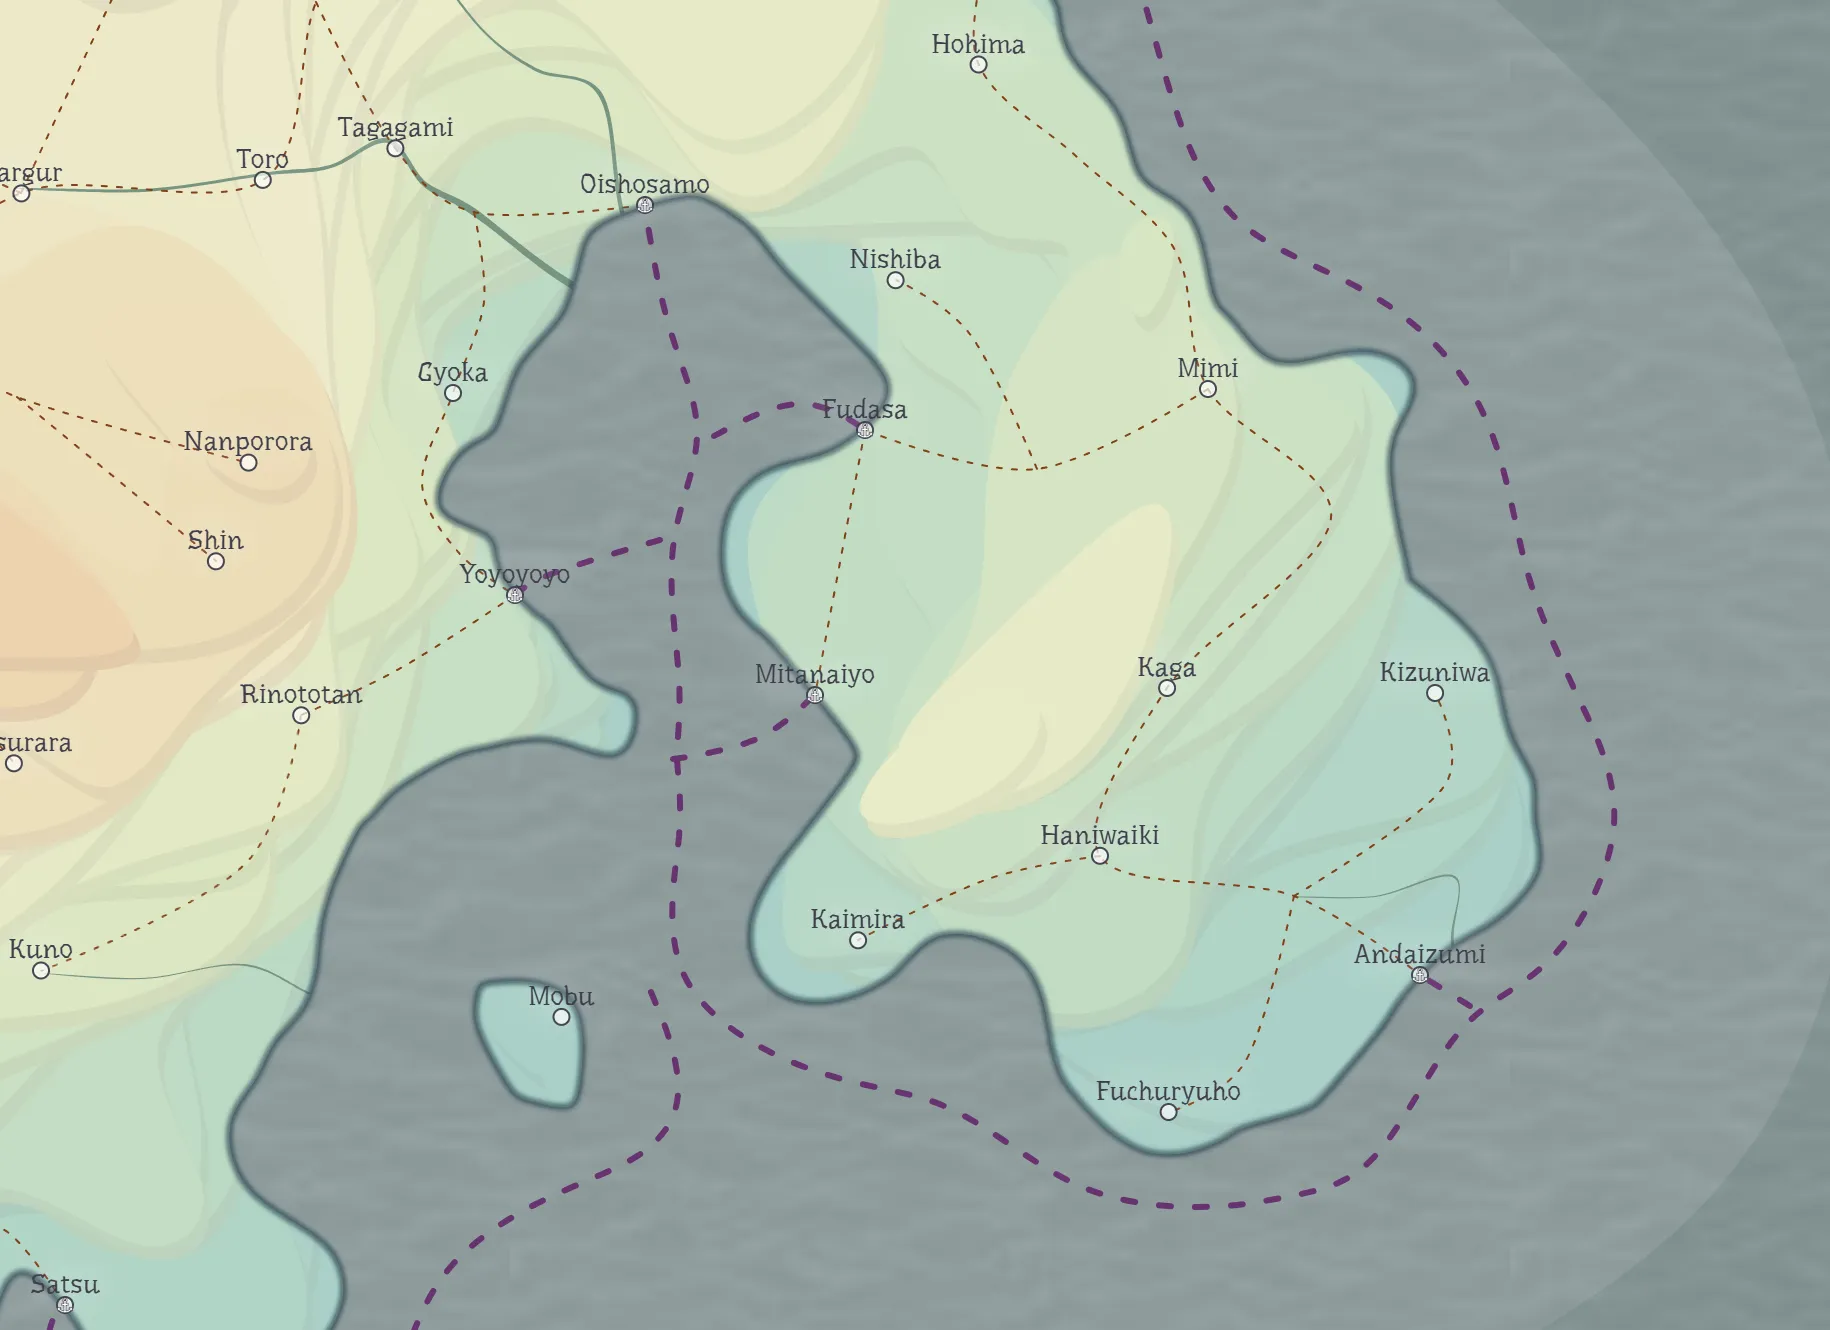 Hohima
Tagagami
Toro
argur
Oishosamo
Nishiba
Mimi
Gyoka
Fudasa
Nanporora
Shin
Yoyoyoyo
Kaga
Kizuniwa
Mitanaiyo
Rinototan
surara
Haniwaiki
Kaimira
Kuno
Andaizumi
Mobu
Fuchuryuho
Satsu